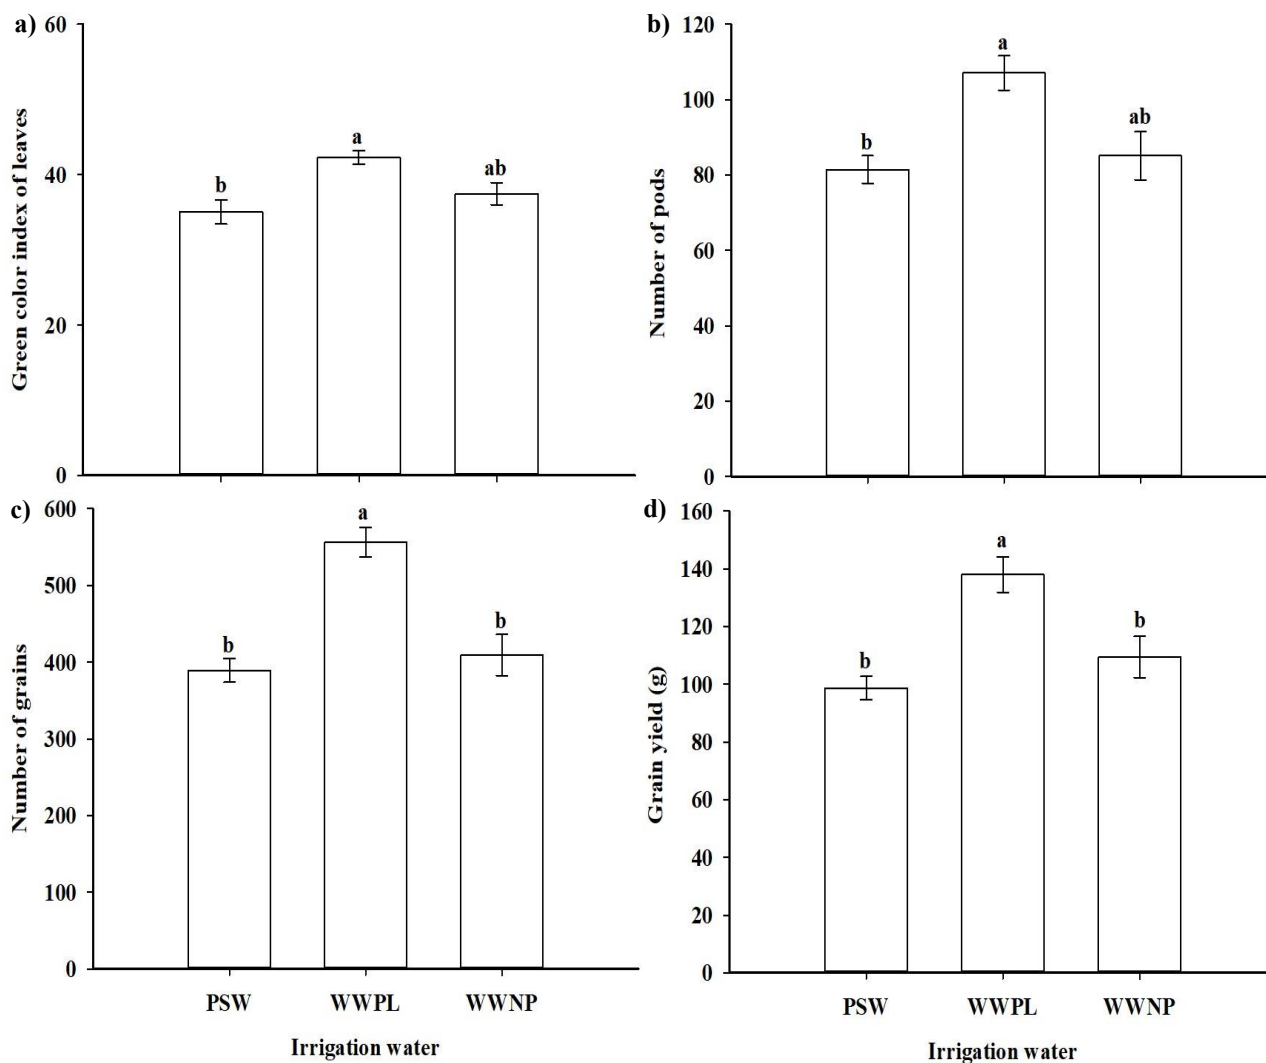 a)
Green color index of leaves
60
40
20
0
b
a
ab
b)
Number of pods
120
100
80
60
40
20
0
b
a
ab
c)
Number of grains
600
500
400
300
200
100
0
b
a
b
PSW WWPL WWNP
Irrigation water
d)
Grain yield (g)
160
140
120
100
80
60
40
20
0
b
a
b
PSW WWPL WWNP
Irrigation water